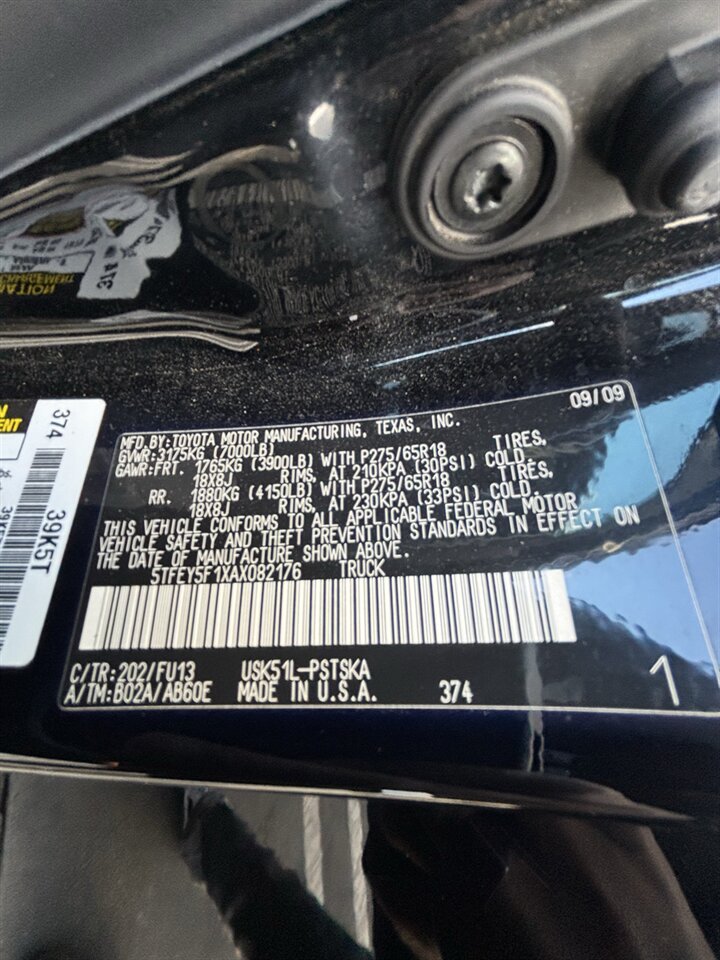 09/09
MFD.BY:TOYOTA MOTOR MANUFACTURING, TEXAS, INC.
GVWR:3175KG (7000LB)
GAWR:FRT. 1765KG (3900LB) WITH P275/65R18 TIRES,
18X8J RIMS, AT 210KPA (30PSI) COLD
RR. 1880KG (4150LB) WITH P275/65R18 TIRES,
18X8J RIMS, AT 230KPA (33PSI) COLD
THIS VEHICLE CONFORMS TO ALL APPLICABLE FEDERAL MOTOR
VEHICLE SAFETY AND THEFT PREVENTION STANDARDS IN EFFECT ON
THE DATE OF MANUFACTURE SHOWN ABOVE.
5TFEY5F1XAX082176 TRUCK
C/TR:202/FU13 USK51L-PSTSKA
A/TM:B02A/AB60E MADE IN U.S.A. 374
1
374 39K5T